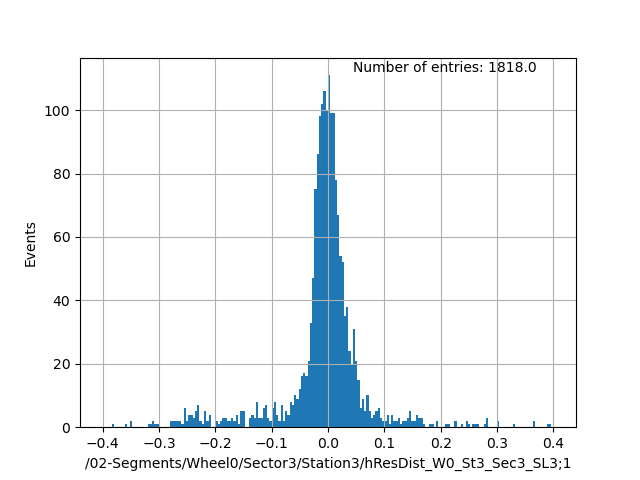 Number of entries: 1818.0
Events
100
80
60
40
20
0
−0.4 −0.3 −0.2 −0.1 0.0 0.1 0.2 0.3 0.4
/02-Segments/Wheel0/Sector3/Station3/hResDist_W0_St3_Sec3_SL3;1